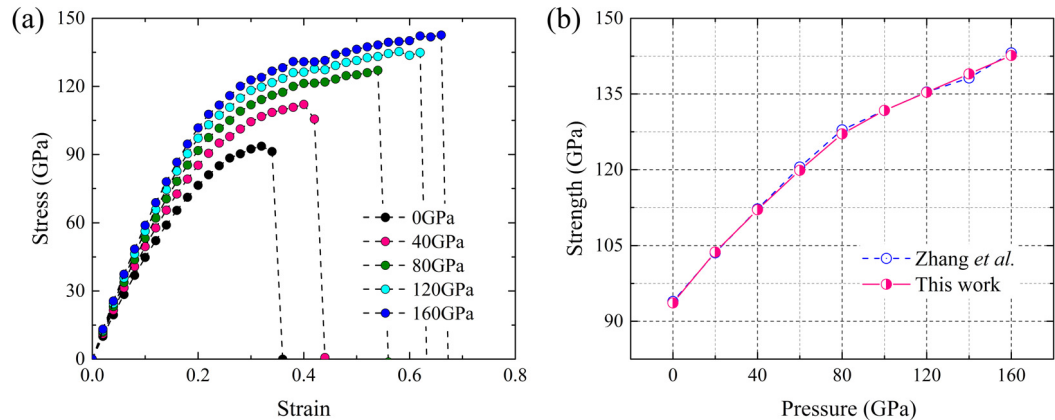 (a)
150
120
90
60
30
0
Stress (GPa)
0.0 0.2 0.4 0.6 0.8
Strain
0GPa
40GPa
80GPa
120GPa
160GPa
(b)
150
135
120
105
90
Strength (GPa)
0 40 60 80 120 160
Pressure (GPa)
Zhang et al.
This work